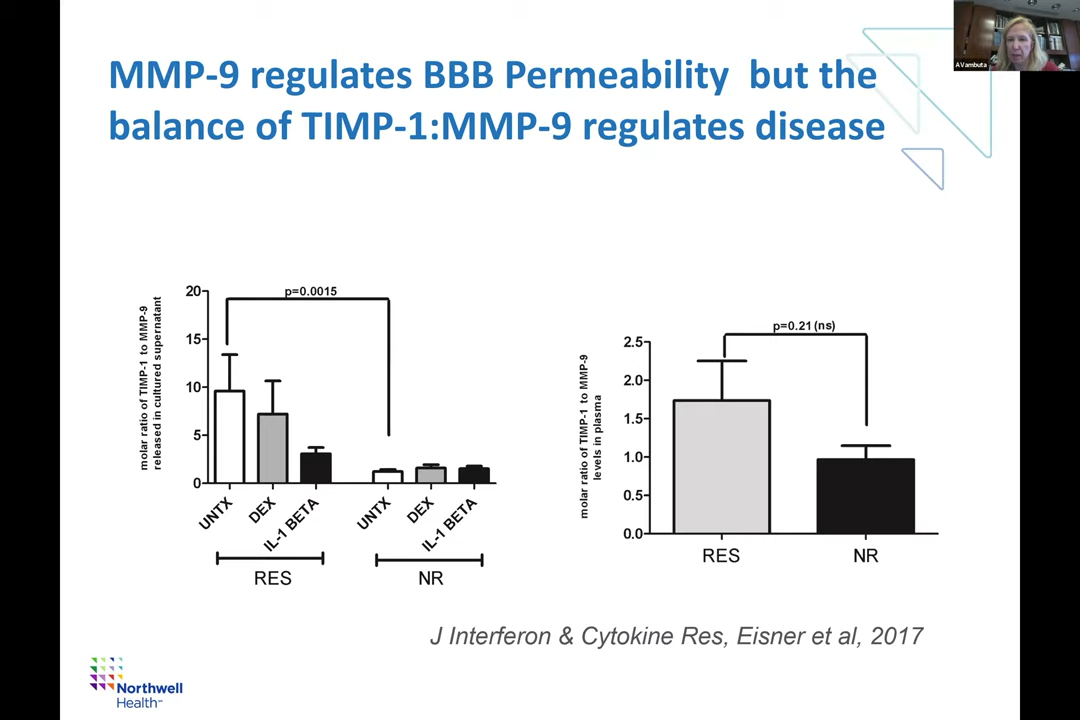 MMP-9 regulates BBB Permeability but the
balance of TIMP-1:MMP-9 regulates disease
A Vambuta
molar ratio of TIMP-1 to MMP-9
released in cultured supernatant
20
15
10
5
0
p=0.0015
UNTX
DEX
IL-1 BETA
UNTX
DEX
IL-1 BETA
RES
NR
molar ratio of TIMP-1 to MMP-9
levels in plasma
2.5
2.0
1.5
1.0
0.5
0.0
p=0.21 (ns)
RES
NR
J Interferon & Cytokine Res, Eisner et al, 2017
Northwell
Health℠